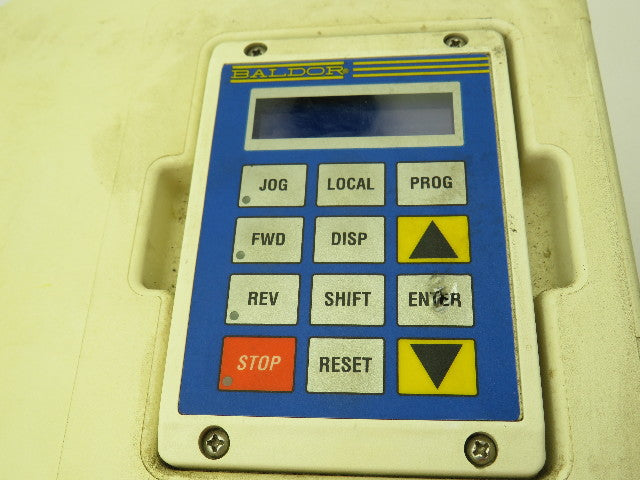 BALDOR®
JOG LOCAL PROG
FWD DISP
REV SHIFT ENTER
STOP RESET